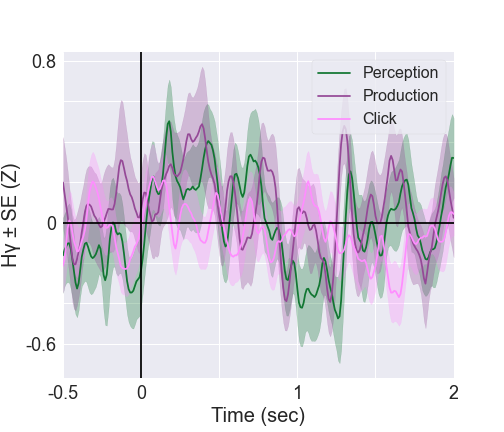 Perception
Production
Click
0.8
0
-0.6
Hγ ± SE (Z)
-0.5
0
1
2
Time (sec)